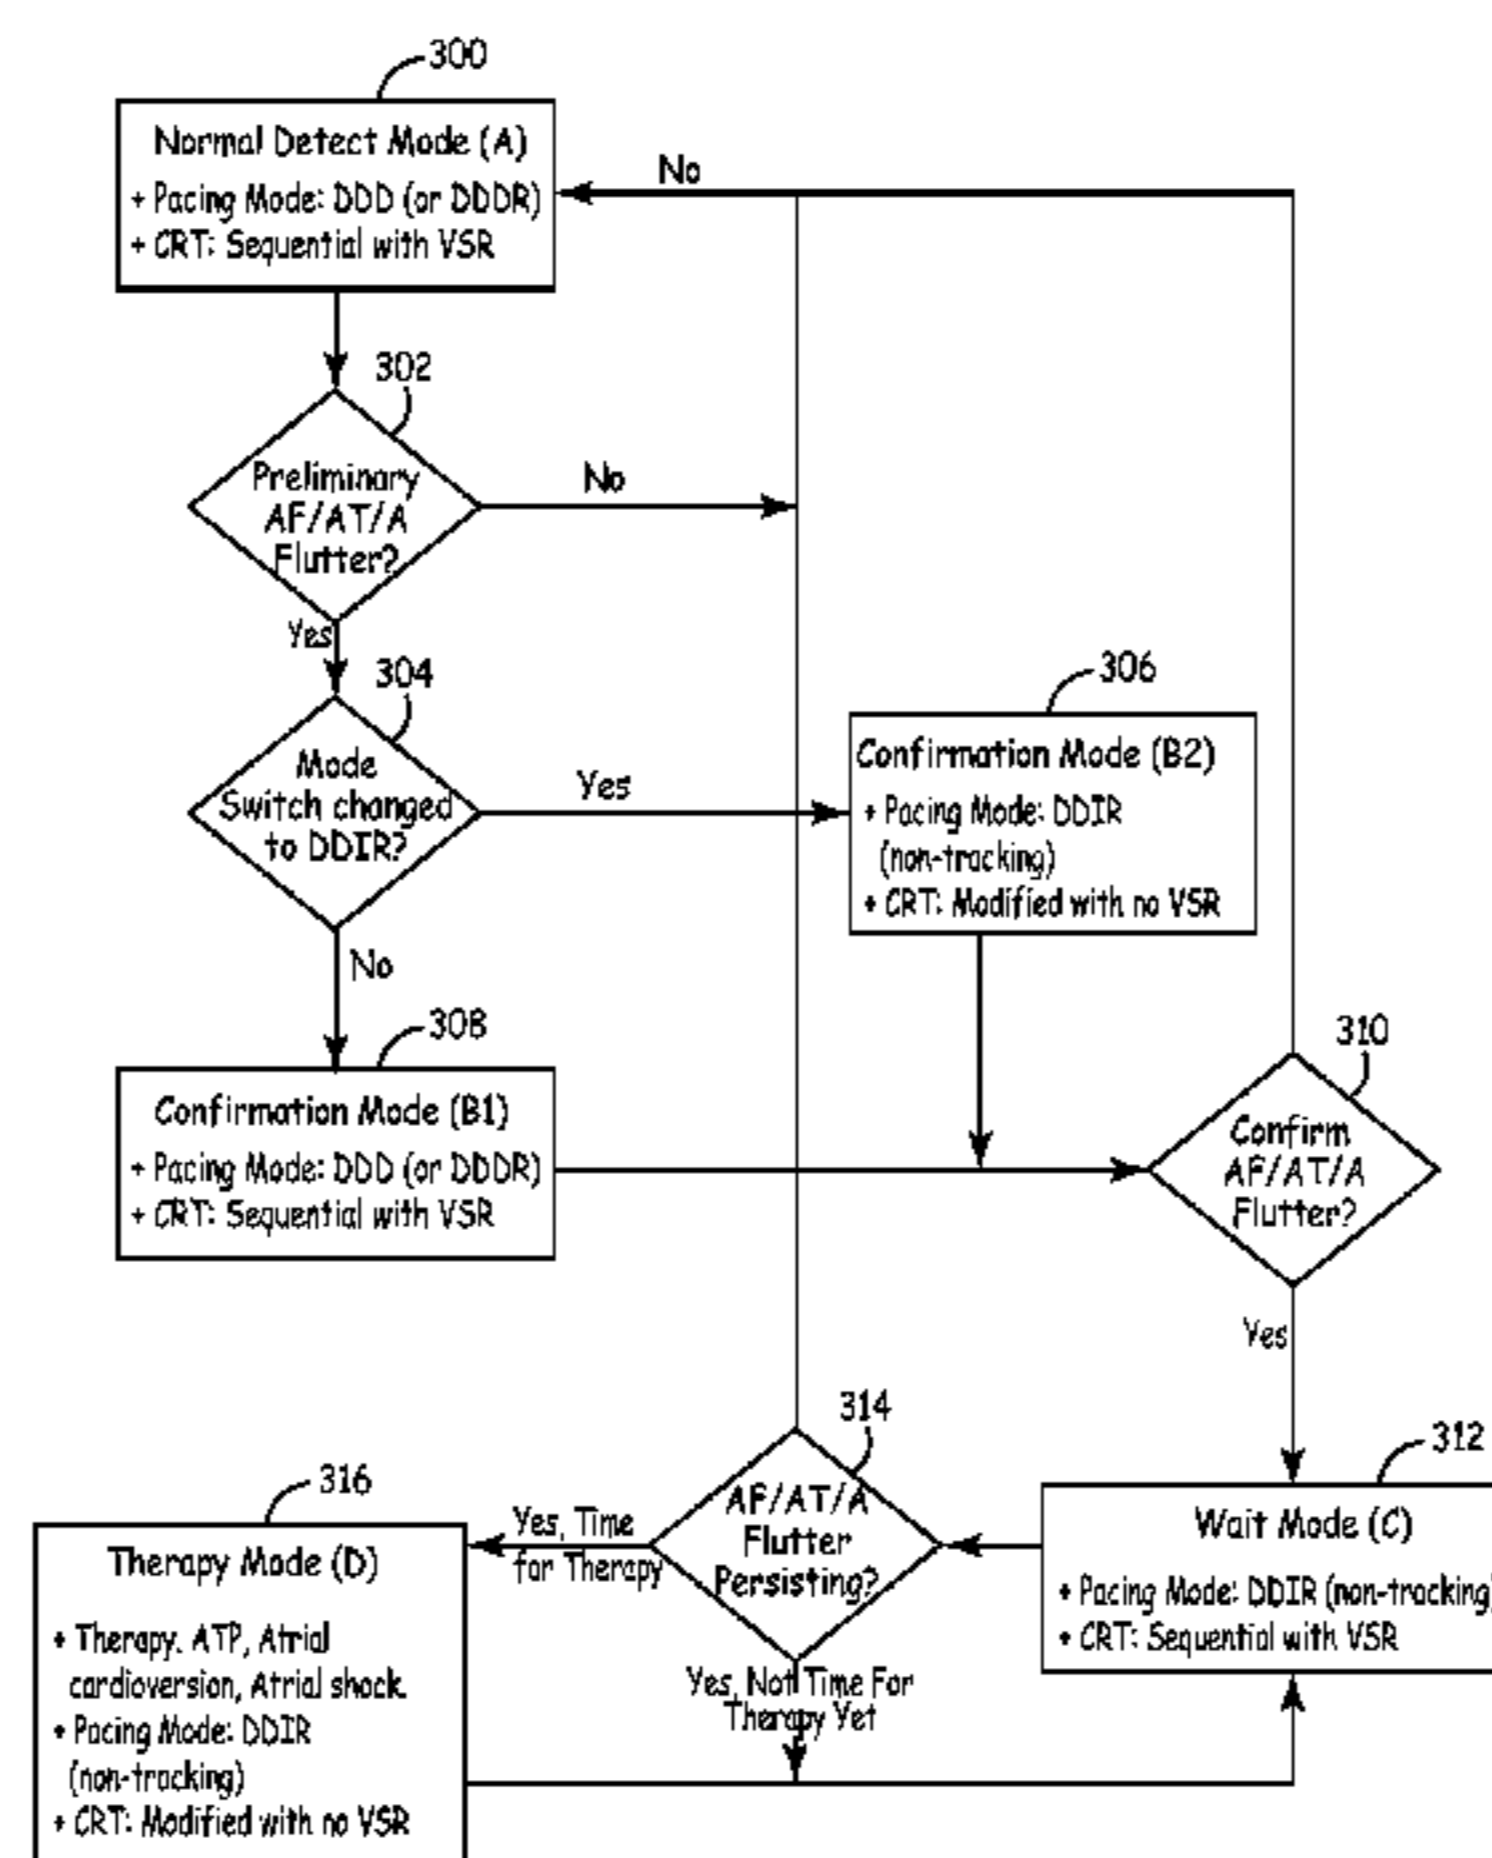 300
Normal Detect Mode (A)
+ Pacing Mode: DDD (or DDDR)
+ CRT: Sequential with VSR
No
302
Preliminary
AF/AT/A
Flutter?
No
Yes
304
Mode
Switch changed
to DDIR?
Yes
306
Confirmation Mode (B2)
+ Pacing Mode: DDIR
(non-tracking)
+ CRT: Modified with no VSR
No
308
Confirmation Mode (B1)
+ Pacing Mode: DDD (or DDDR)
+ CRT: Sequential with VSR
310
Confirm
AF/AT/A
Flutter?
Yes
312
Wait Mode (C)
+ Pacing Mode: DDIR (non-tracking)
+ CRT: Sequential with VSR
314
AF/AT/A
Flutter
Persisting?
Yes, Time
for Therapy
Yes, Not Time For
Therapy Yet
316
Therapy Mode (D)
+ Therapy. ATP, Atrial
cardioversion, Atrial shock.
+ Pacing Mode: DDIR
(non-tracking)
+ CRT: Modified with no VSR